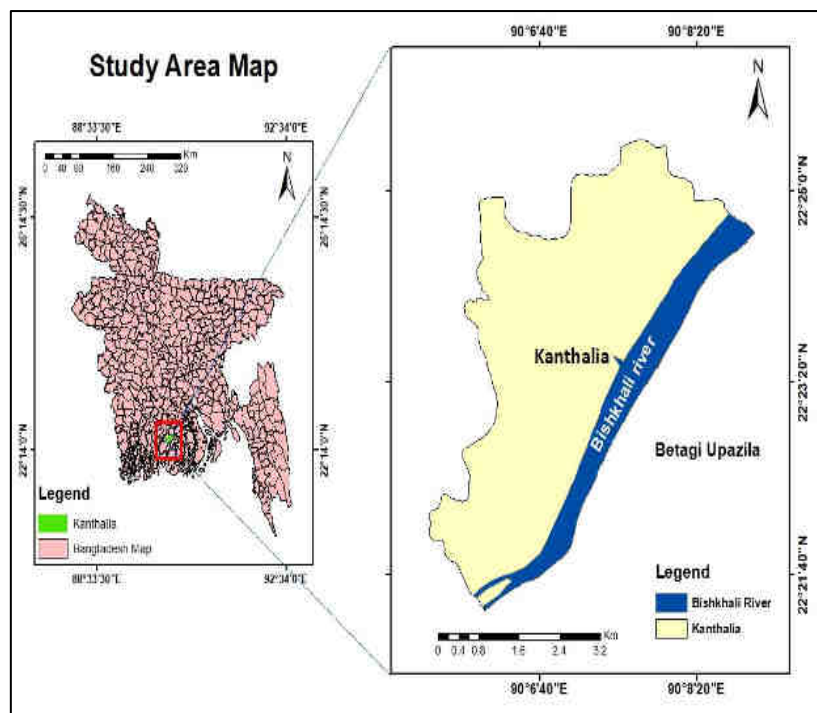 Study Area Map
88°33'30"E
92°34'0"E
Km
0 40 80 160 240 320
N
26°14'30"N
26°14'30"N
22°14'0"N
22°14'0"N
Legend
Kanthalia
Bangladesh Map
88°33'30"E
92°34'0"E
90°6'40"E
90°8'20"E
N
22°25'0"N
Kanthalia
Bishkhali river
22°23'20"N
Betagi Upazila
22°21'40"N
Legend
Bishkhali River
Kanthalia
Km
0 0.4 0.8 1.6 2.4 3.2
90°6'40"E
90°8'20"E